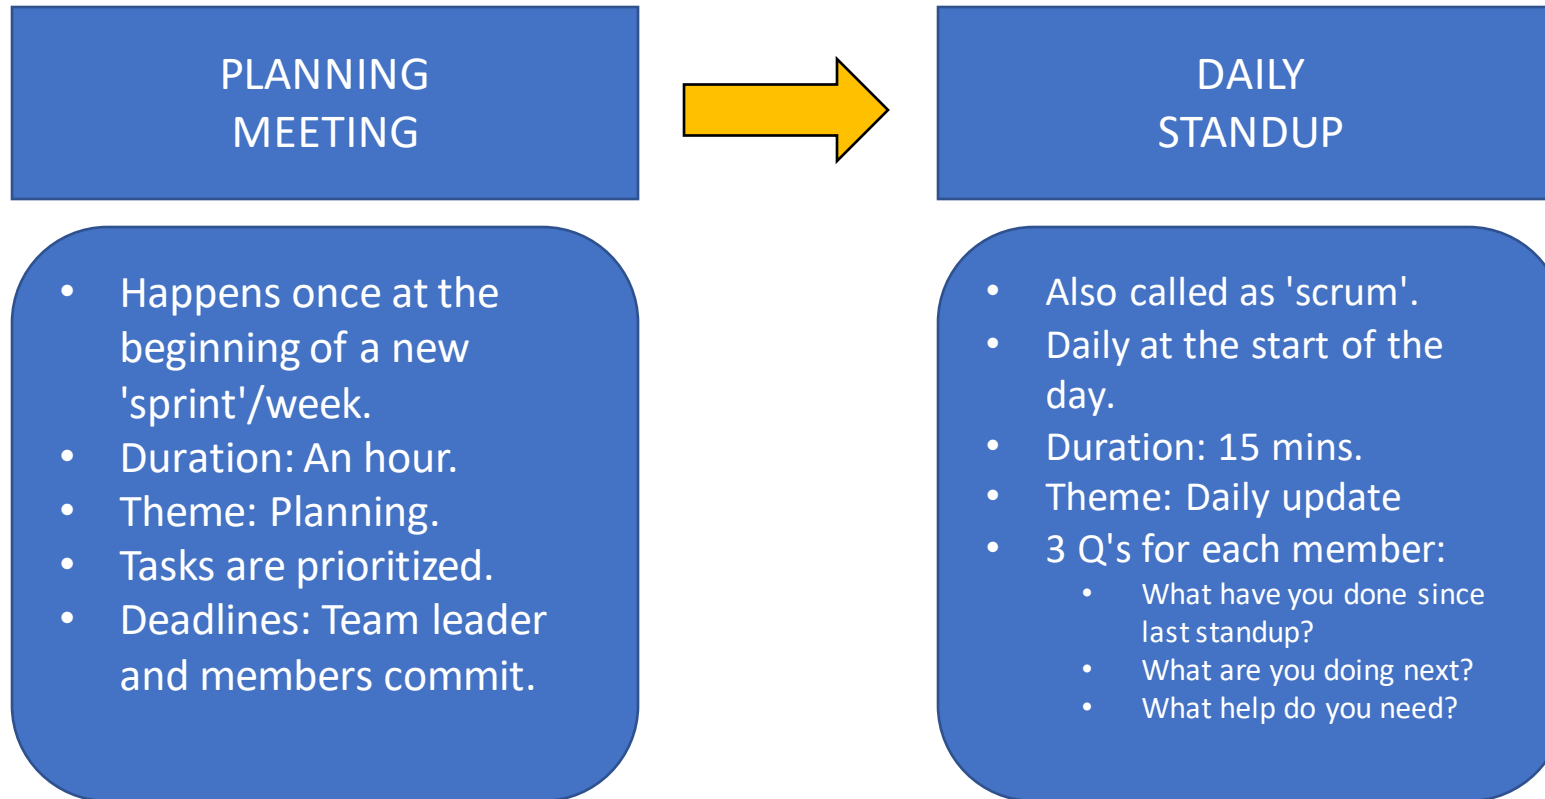 PLANNING
MEETING
• Happens once at the
beginning of a new
'sprint'/week.
• Duration: An hour.
• Theme: Planning.
• Tasks are prioritized.
• Deadlines: Team leader
and members commit.
DAILY
STANDUP
• Also called as 'scrum'.
• Daily at the start of the
day.
• Duration: 15 mins.
• Theme: Daily update
• 3 Q's for each member:
• What have you done since
last standup?
• What are you doing next?
• What help do you need?